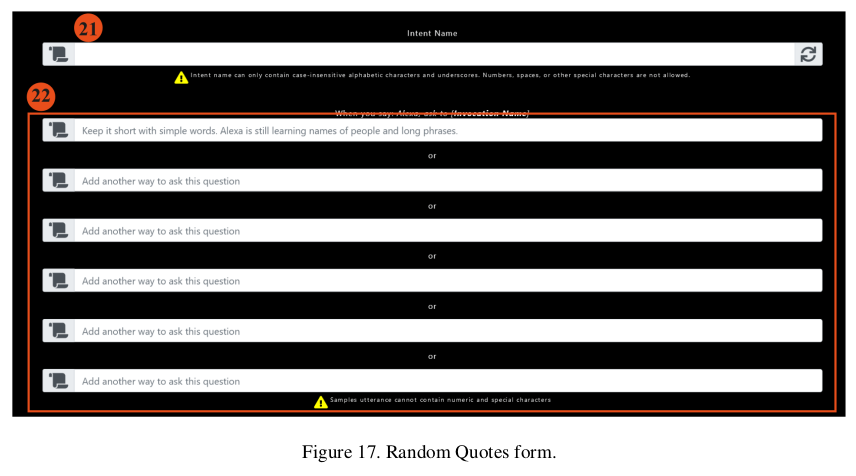 21
Intent Name
Intent name can only contain case-insensitive alphabetic characters and underscores. Numbers, spaces, or other special characters are not allowed.
22
When you say: Alexa, ask to [Invocation Name]
Keep it short with simple words. Alexa is still learning names of people and long phrases.
or
Add another way to ask this question
or
Add another way to ask this question
or
Add another way to ask this question
or
Add another way to ask this question
or
Add another way to ask this question
Samples utterance cannot contain numeric and special characters
Figure 17. Random Quotes form.